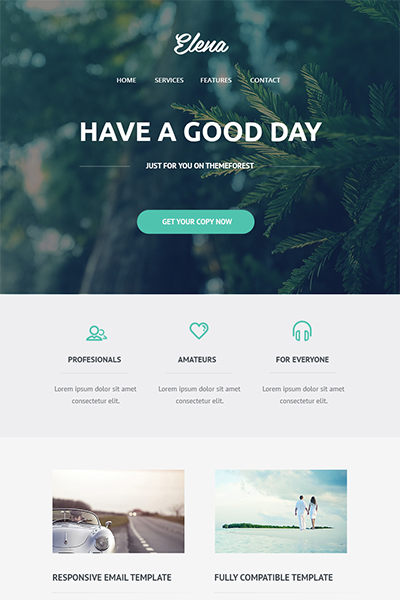 Elena
HOME SERVICES FEATURES CONTACT
HAVE A GOOD DAY
JUST FOR YOU ON THEMEFOREST
GET YOUR COPY NOW
PROFESIONALS AMATEURS FOR EVERYONE
Lorem ipsum dolor sit amet Lorem ipsum dolor sit amet Lorem ipsum dolor sit amet
consectetur elit. consectetur elit. consectetur elit.
RESPONSIVE EMAIL TEMPLATE FULLY COMPATIBLE TEMPLATE